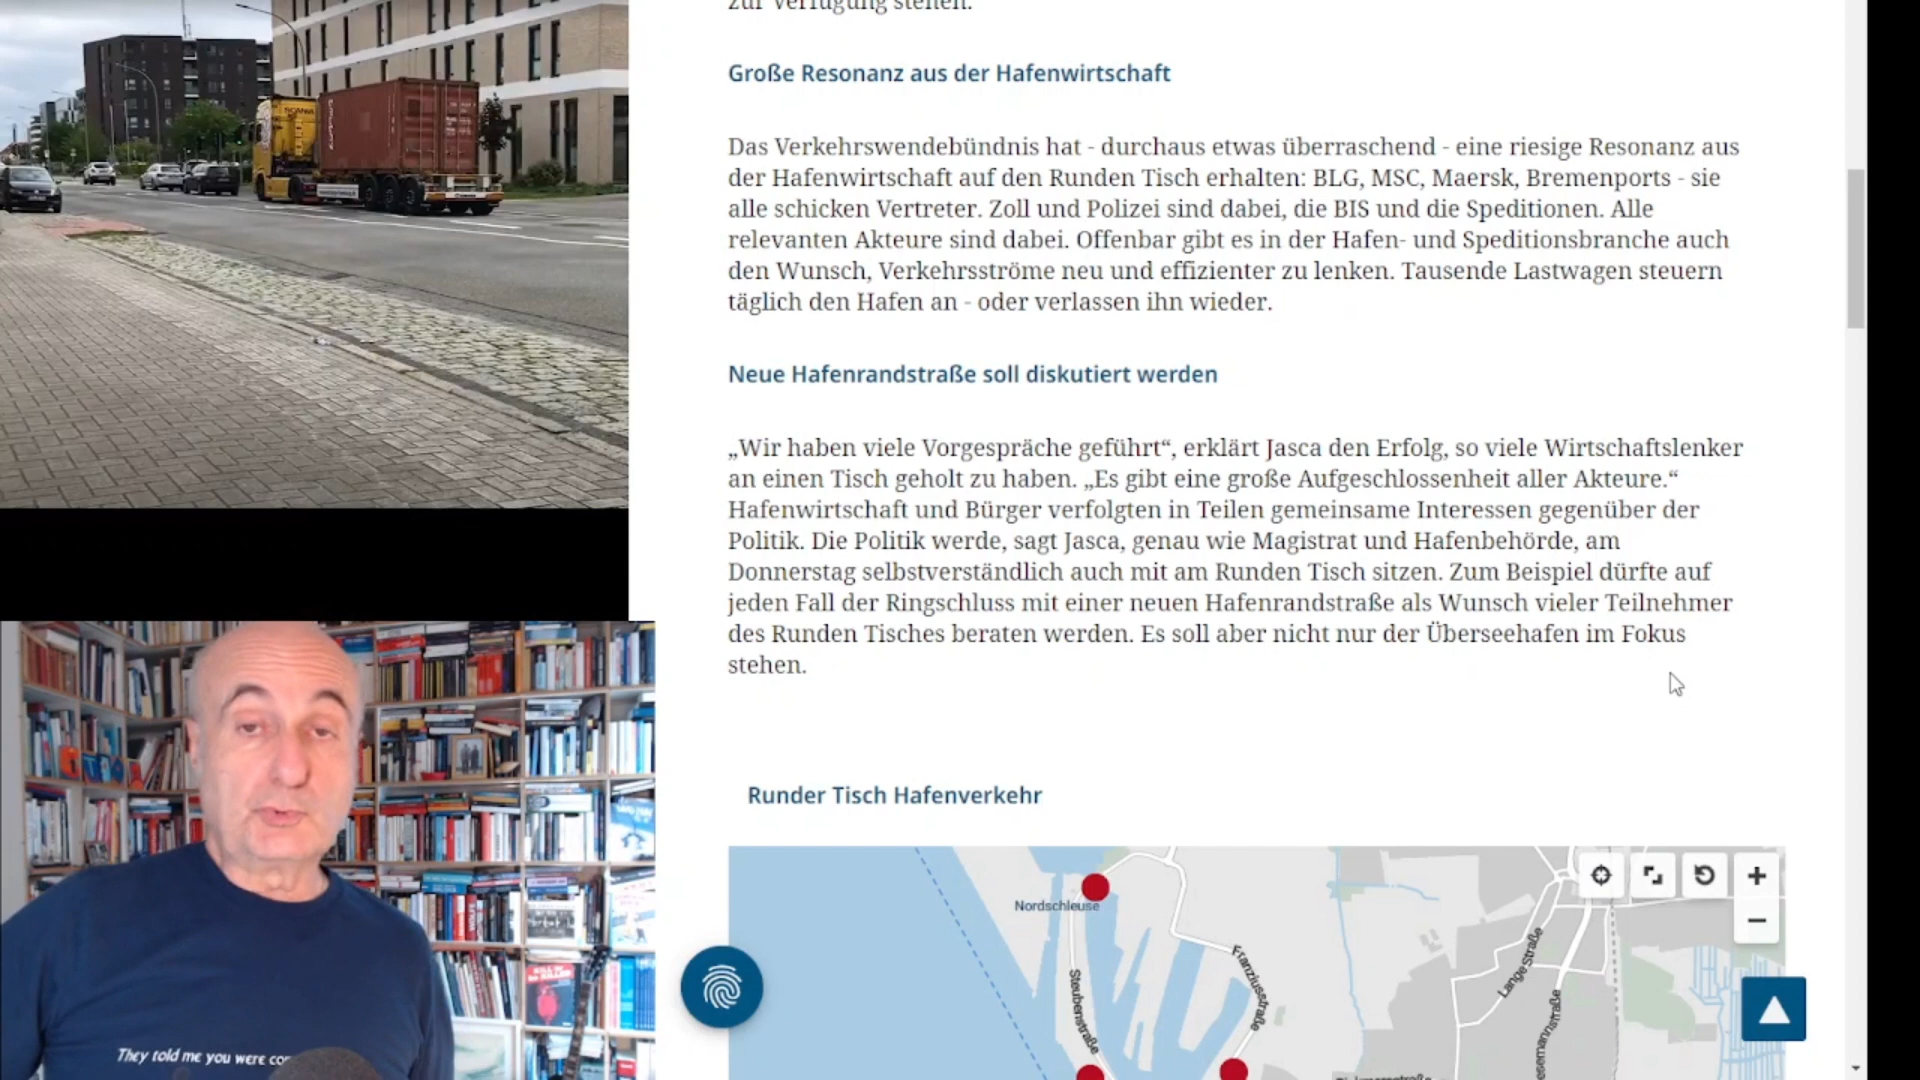 zur Verfügung stehen.
Große Resonanz aus der Hafenwirtschaft
Das Verkehrswendebündnis hat - durchaus etwas überraschend - eine riesige Resonanz aus
der Hafenwirtschaft auf den Runden Tisch erhalten: BLG, MSC, Maersk, Bremenports - sie
alle schicken Vertreter. Zoll und Polizei sind dabei, die BIS und die Speditionen. Alle
relevanten Akteure sind dabei. Offenbar gibt es in der Hafen- und Speditionsbranche auch
den Wunsch, Verkehrsströme neu und effizienter zu lenken. Tausende Lastwagen steuern
täglich den Hafen an - oder verlassen ihn wieder.
Neue Hafenrandstraße soll diskutiert werden
„Wir haben viele Vorgespräche geführt“, erklärt Jasca den Erfolg, so viele Wirtschaftslenker
an einen Tisch geholt zu haben. „Es gibt eine große Aufgeschlossenheit aller Akteure.“
Hafenwirtschaft und Bürger verfolgten in Teilen gemeinsame Interessen gegenüber der
Politik. Die Politik werde, sagt Jasca, genau wie Magistrat und Hafenbehörde, am
Donnerstag selbstverständlich auch mit am Runden Tisch sitzen. Zum Beispiel dürfte auf
jeden Fall der Ringschluss mit einer neuen Hafenrandstraße als Wunsch vieler Teilnehmer
des Runden Tisches beraten werden. Es soll aber nicht nur der Überseehafen im Fokus
stehen.
Runder Tisch Hafenverkehr
Nordschleuse
Franziusstraße
Steubenstraße
Lange Straße
SCANIA
They told me you were